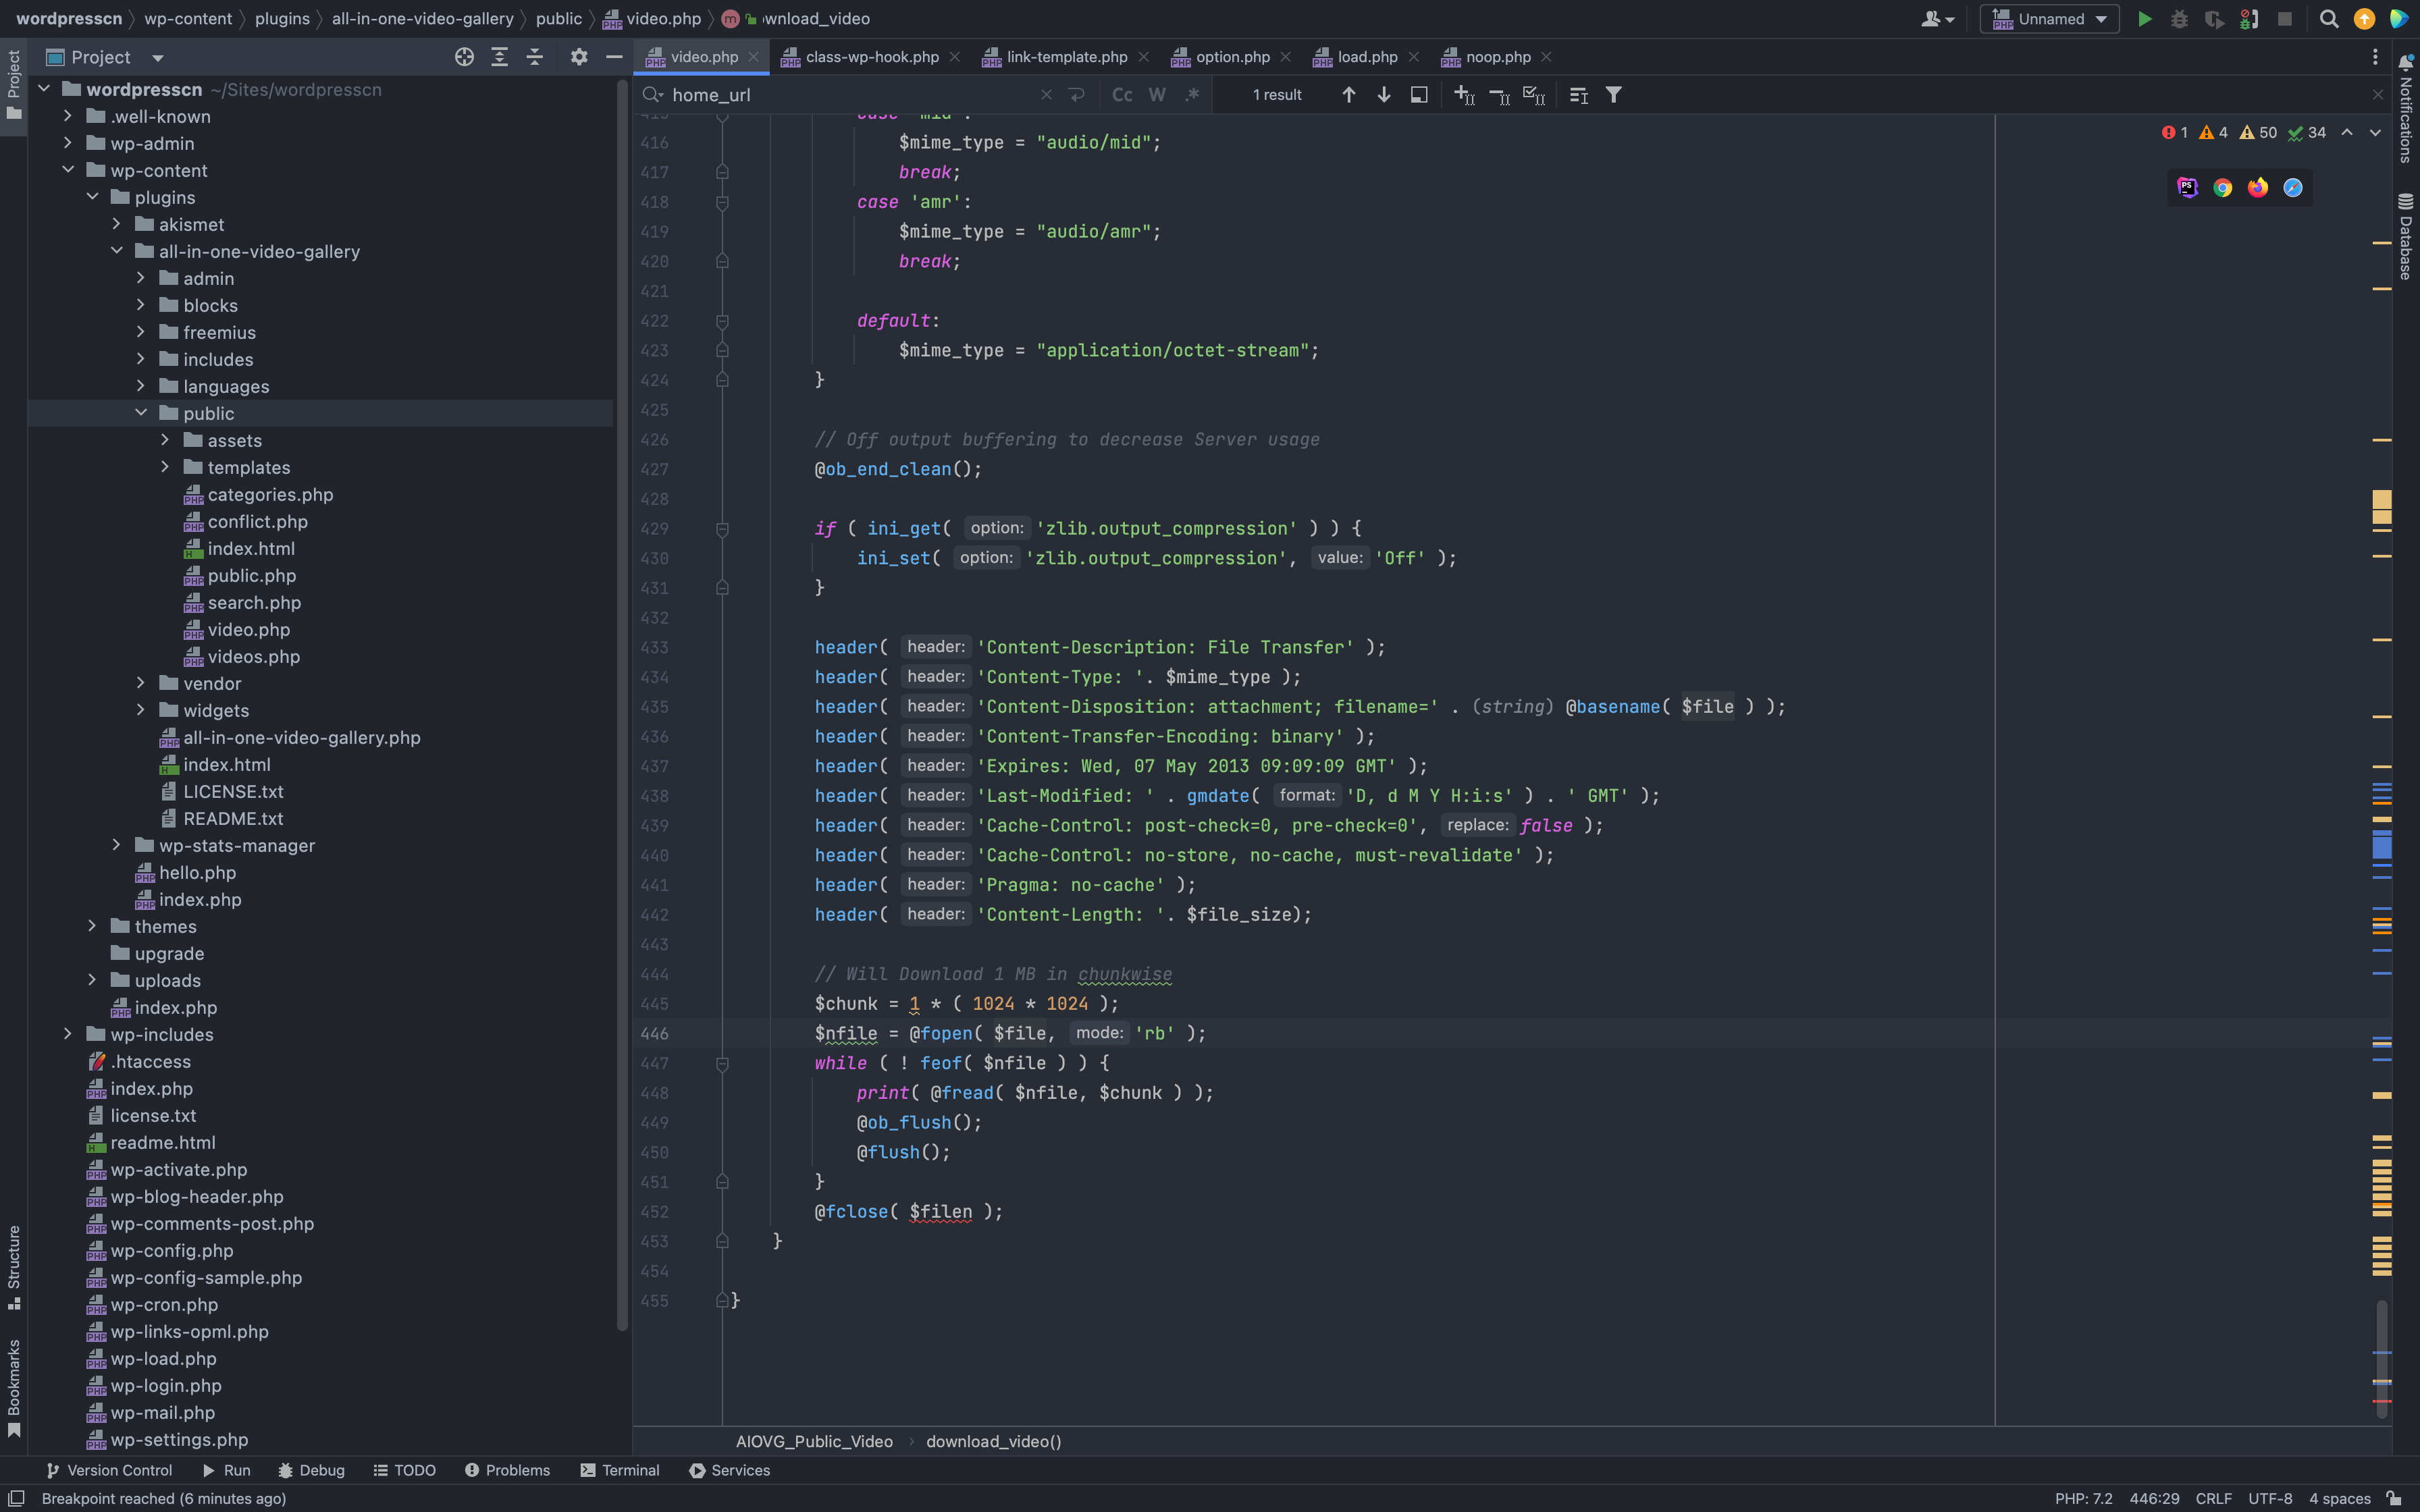 wordpresscn 〉 wp-content 〉 plugins 〉 all-in-one-video-gallery 〉 public 〉 video.php 〉 m wnload_video
Unnamed
Project
Project
video.php
class-wp-hook.php
link-template.php
option.php
load.php
noop.php
home_url
Cc W .*
1 result
1 4 50 34
Notifications
Database
wordpresscn ~/Sites/wordpresscn
.well-known
wp-admin
wp-content
plugins
akismet
all-in-one-video-gallery
admin
blocks
freemius
includes
languages
public
assets
templates
categories.php
conflict.php
index.html
public.php
search.php
video.php
videos.php
vendor
widgets
all-in-one-video-gallery.php
index.html
LICENSE.txt
README.txt
wp-stats-manager
hello.php
index.php
themes
upgrade
uploads
index.php
wp-includes
.htaccess
index.php
license.txt
readme.html
wp-activate.php
wp-blog-header.php
wp-comments-post.php
wp-config.php
wp-config-sample.php
wp-cron.php
wp-links-opml.php
wp-load.php
wp-login.php
wp-mail.php
wp-settings.php
Structure
Bookmarks
415 case 'mid':
416 $mime_type = "audio/mid";
417 break;
418 case 'amr':
419 $mime_type = "audio/amr";
420 break;
421
422 default:
423 $mime_type = "application/octet-stream";
424 }
425
426 // Off output buffering to decrease Server usage
427 @ob_end_clean();
428
429 if ( ini_get( option: 'zlib.output_compression' ) ) {
430 ini_set( option: 'zlib.output_compression', value: 'Off' );
431 }
432
433 header( header: 'Content-Description: File Transfer' );
434 header( header: 'Content-Type: '. $mime_type );
435 header( header: 'Content-Disposition: attachment; filename=' . (string) @basename( $file ) );
436 header( header: 'Content-Transfer-Encoding: binary' );
437 header( header: 'Expires: Wed, 07 May 2013 09:09:09 GMT' );
438 header( header: 'Last-Modified: ' . gmdate( format: 'D, d M Y H:i:s' ) . ' GMT' );
439 header( header: 'Cache-Control: post-check=0, pre-check=0', replace: false );
440 header( header: 'Cache-Control: no-store, no-cache, must-revalidate' );
441 header( header: 'Pragma: no-cache' );
442 header( header: 'Content-Length: '. $file_size);
443
444 // Will Download 1 MB in chunkwise
445 $chunk = 1 * ( 1024 * 1024 );
446 $nfile = @fopen( $file, mode: 'rb' );
447 while ( ! feof( $nfile ) ) {
448 print( @fread( $nfile, $chunk ) );
449 @ob_flush();
450 @flush();
451 }
452 @fclose( $filen );
453 }
454
455 }
AIOVG_Public_Video › download_video()
Version Control
Run
Debug
TODO
Problems
Terminal
Services
Breakpoint reached (6 minutes ago)
PHP: 7.2 446:29 CRLF UTF-8 4 spaces